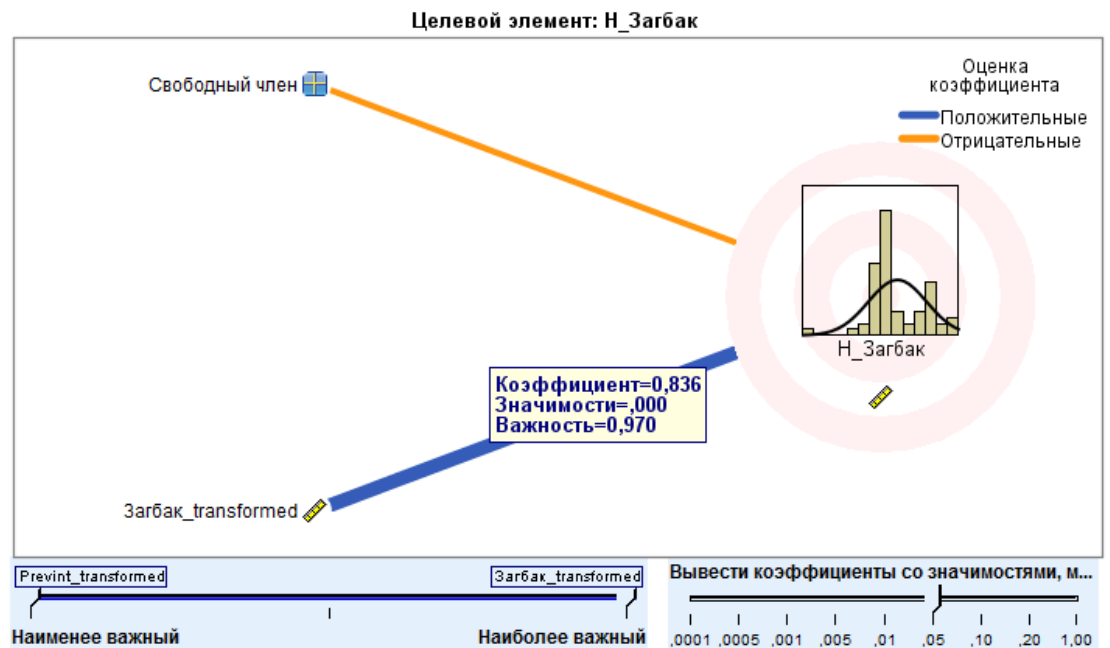 Целевой элемент: Н_Загбак
Свободный член
Оценка
коэффициента
Положительные
Отрицательные
Н_Загбак
Коэффициент=0,836
Значимости=,000
Важность=0,970
Загбак_transformed
Prevint_transformed
Загбак_transformed
Наименее важный
Наиболее важный
Вывести коэффициенты со значимостями, м...
,0001 ,0005 ,001 ,005 ,01 ,05 ,10 ,20 1,00